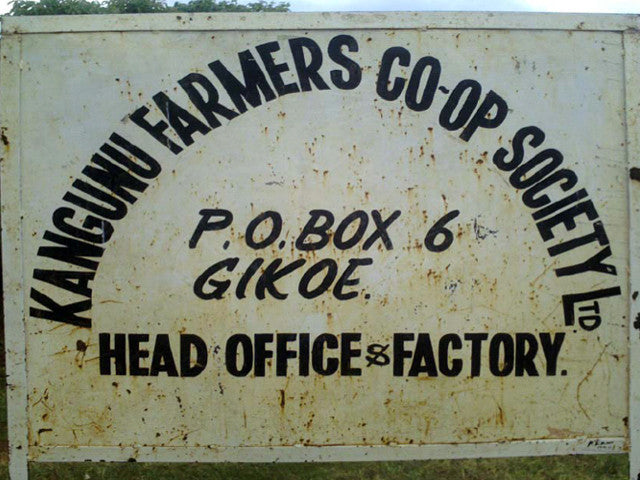 KANGUNU FARMERS CO-OP SOCIETY LTD
P.O. BOX 6
GIKOE.
HEAD OFFICE & FACTORY.